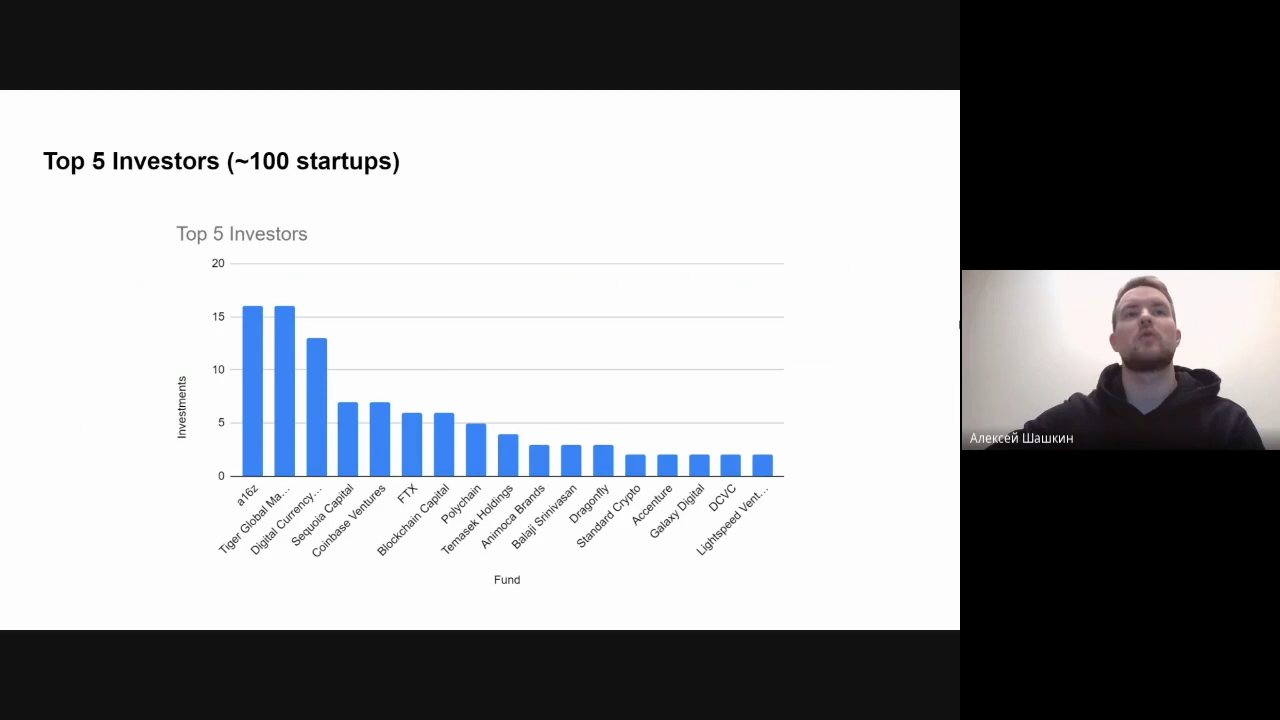 Top 5 Investors (~100 startups)
Top 5 Investors
20
15
10
5
0
Investments
a16z
Tiger Global Ma…
Digital Currency…
Sequoia Capital
Coinbase Ventures
FTX
Blockchain Capital
Polychain
Temasek Holdings
Animoca Brands
Balaji Srinivasan
Dragonfly
Standard Crypto
Accenture
Galaxy Digital
DCVC
Lightspeed Vent…
Fund
Алексей Шашкин